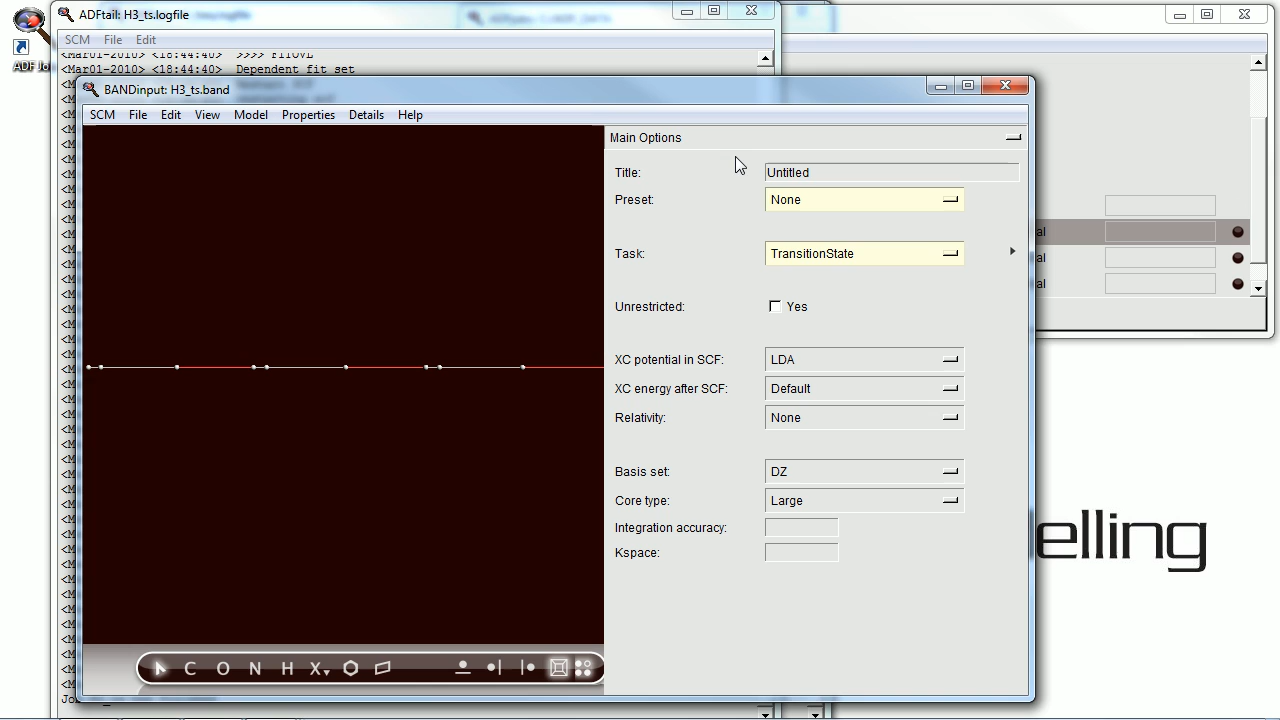 ADFtail: H3_ts.logfile
SCM File Edit
<Mar01-2010> <18:44:40> >>>> FITOVL
<Mar01-2010> <18:44:40> Dependent fit set
ADF Jo
BANDinput: H3_ts.band
SCM File Edit View Model Properties Details Help
Main Options
Title: Untitled
Preset: None
Task: TransitionState
Unrestricted: Yes
XC potential in SCF: LDA
XC energy after SCF: Default
Relativity: None
Basis set: DZ
Core type: Large
Integration accuracy:
Kspace:
C O N H X
al
al
al
elling